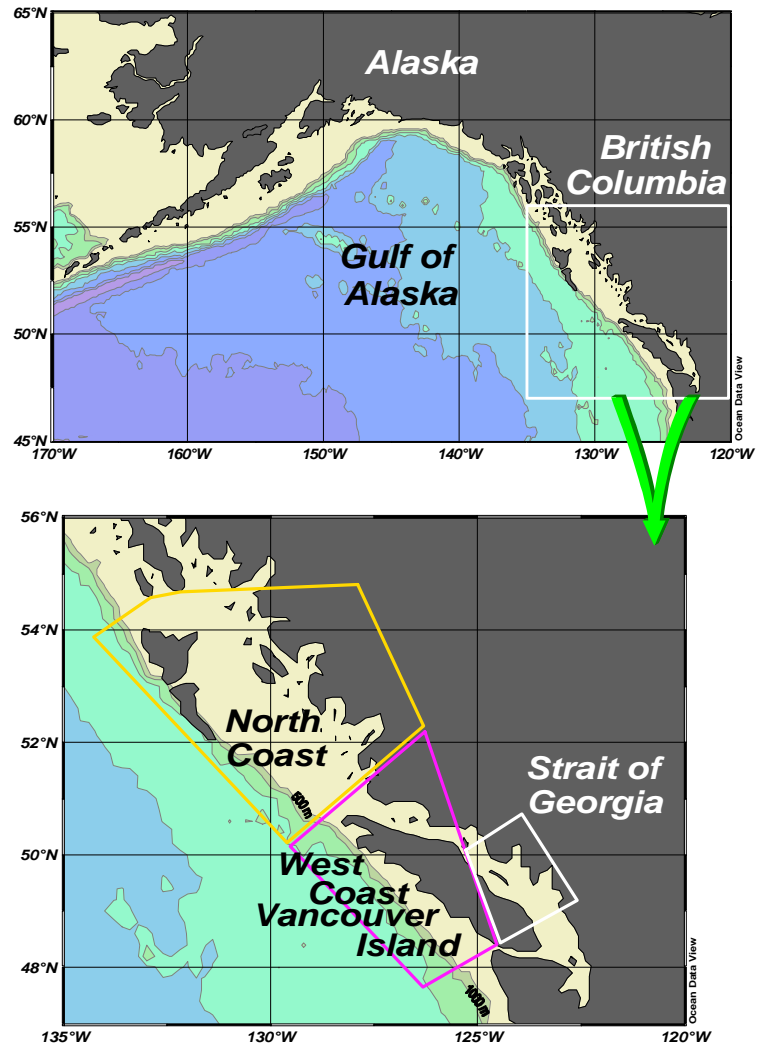 65°N
60°N
55°N
50°N
45°N
170°W
160°W
150°W
140°W
130°W
120°W
Alaska
British
Columbia
Gulf of
Alaska
Ocean Data View
56°N
54°N
52°N
50°N
48°N
135°W
130°W
125°W
120°W
North
Coast
Strait of
Georgia
500m
West
Coast
Vancouver
Island
1000m
Ocean Data View